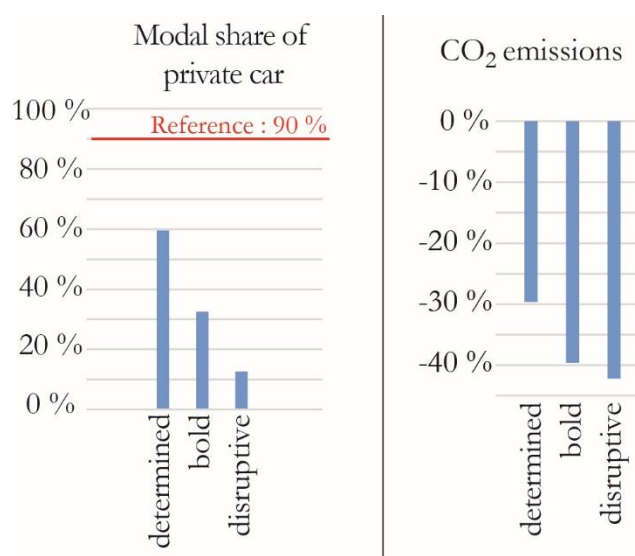 Modal share of
private car
100 %
Reference : 90 %
80 %
60 %
40 %
20 %
0 %
determined
bold
disruptive
CO₂ emissions
0 %
-10 %
-20 %
-30 %
-40 %
determined
bold
disruptive